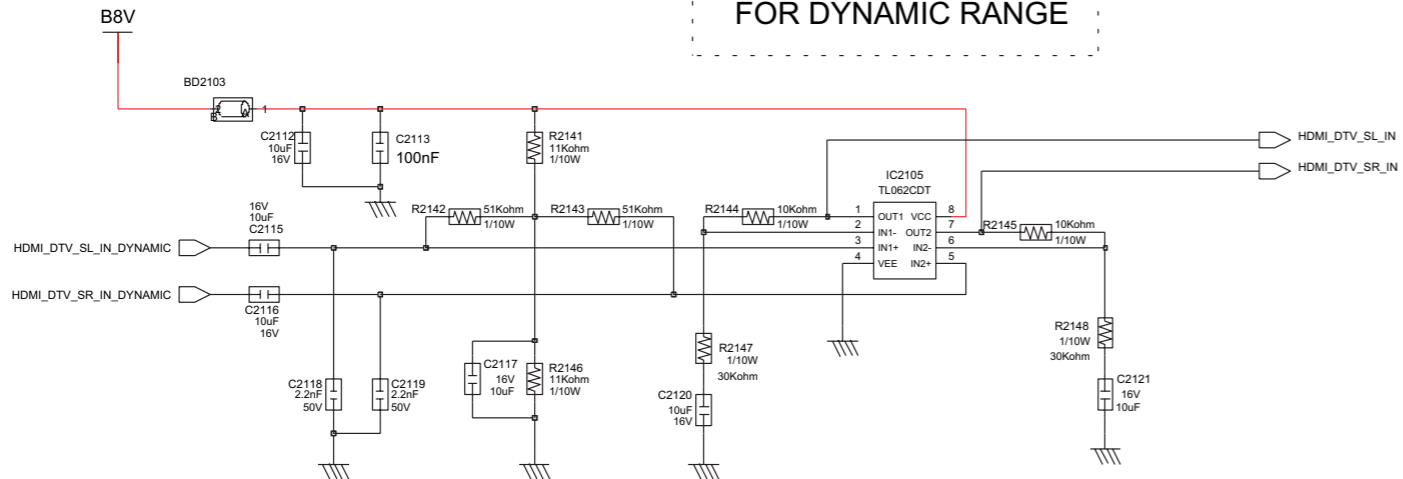 FOR DYNAMIC RANGE
B8V
BD2103
2
1
B
A
C2112
10uF
16V
C2113
100nF
R2141
11Kohm
1/10W
HDMI_DTV_SL_IN
HDMI_DTV_SR_IN
IC2105
TL062CDT
16V
10uF
C2115
R2142
51Kohm
1/10W
R2143
51Kohm
1/10W
R2144
10Kohm
1/10W
1 OUT1 VCC 8
2 IN1- OUT2 7
3 IN1+ IN2- 6
4 VEE IN2+ 5
R2145
10Kohm
1/10W
HDMI_DTV_SL_IN_DYNAMIC
HDMI_DTV_SR_IN_DYNAMIC
C2116
10uF
16V
C2118
2.2nF
50V
C2119
2.2nF
50V
C2117
16V
10uF
R2146
11Kohm
1/10W
R2147
1/10W
30Kohm
C2120
10uF
16V
R2148
1/10W
30Kohm
C2121
16V
10uF